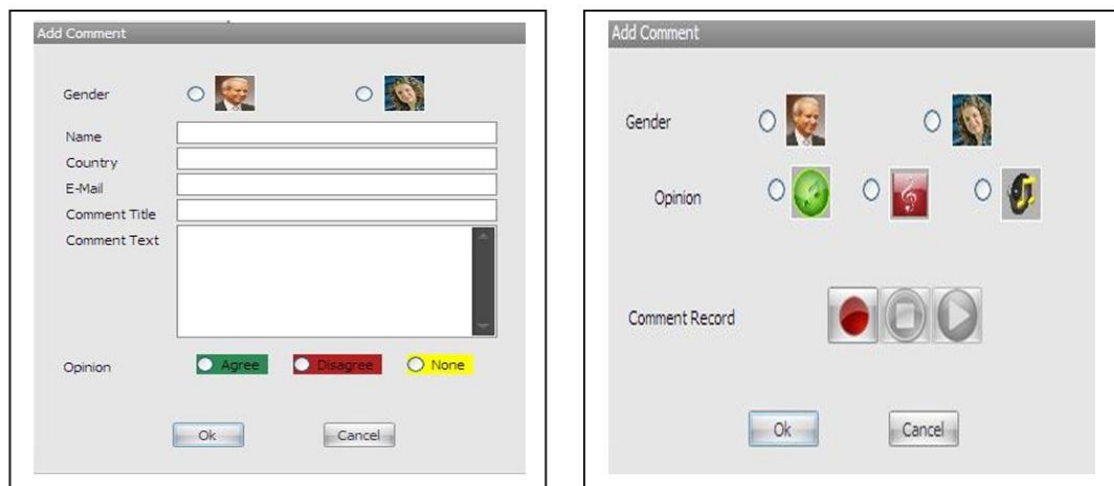 Add Comment
Gender
Name
Country
E-Mail
Comment Title
Comment Text
Opinion
Agree
Disagree
None
Ok
Cancel
Add Comment
Gender
Opinion
Comment Record
Ok
Cancel